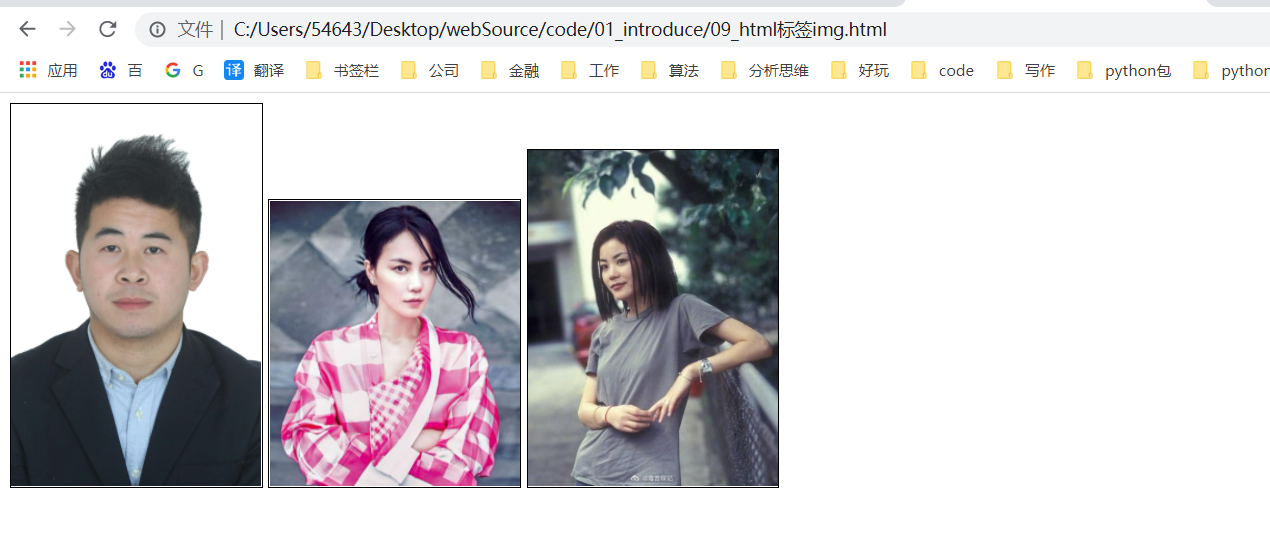 文件 | C:/Users/54643/Desktop/webSource/code/01_introduce/09_html标签img.html
应用 百 G 译 翻译 书签栏 公司 金融 工作 算法 分析思维 好玩 code 写作 python包 python